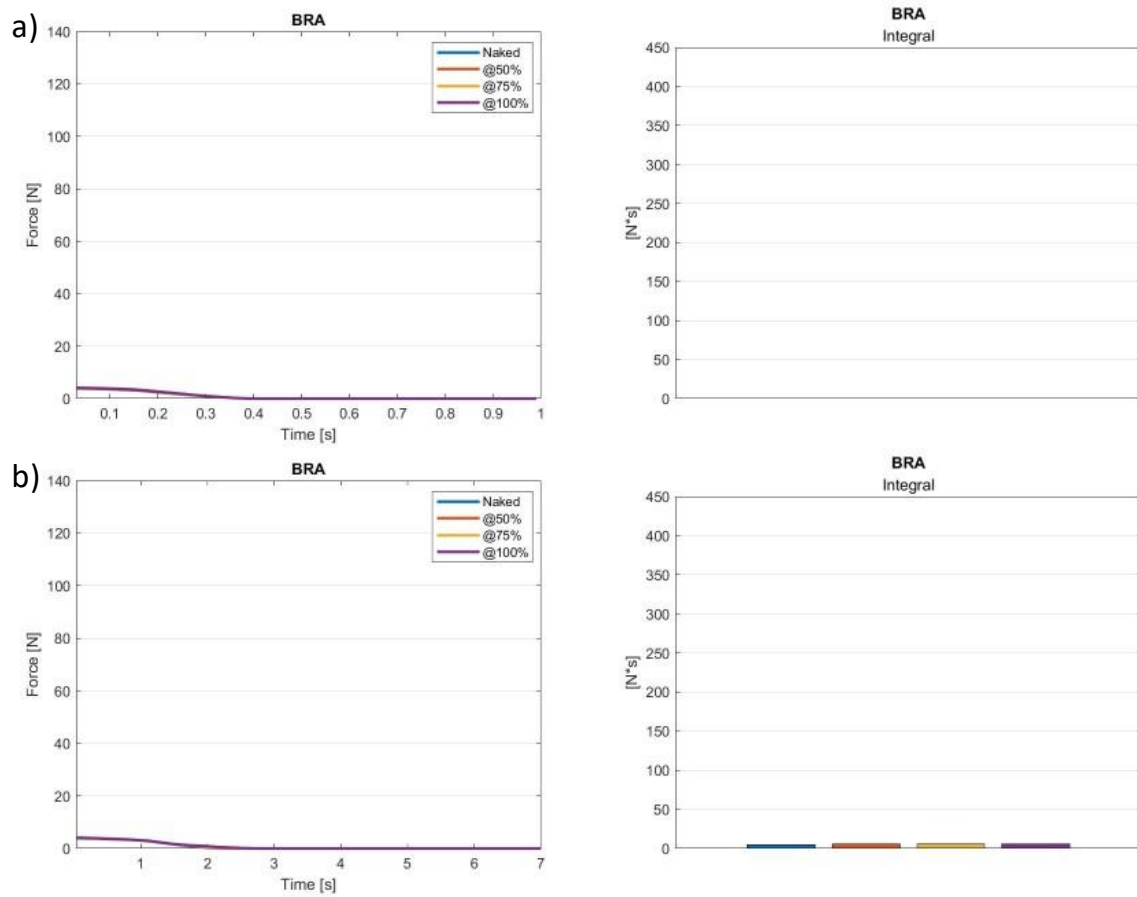 a)
BRA
140
120
100
80
60
40
20
0
Force [N]
0.1 0.2 0.3 0.4 0.5 0.6 0.7 0.8 0.9 1
Time [s]
Naked
@50%
@75%
@100%
BRA
Integral
450
400
350
300
250
200
150
100
50
0
[N*s]
b)
BRA
140
120
100
80
60
40
20
0
Force [N]
1 2 3 4 5 6 7
Time [s]
Naked
@50%
@75%
@100%
BRA
Integral
450
400
350
300
250
200
150
100
50
0
[N*s]